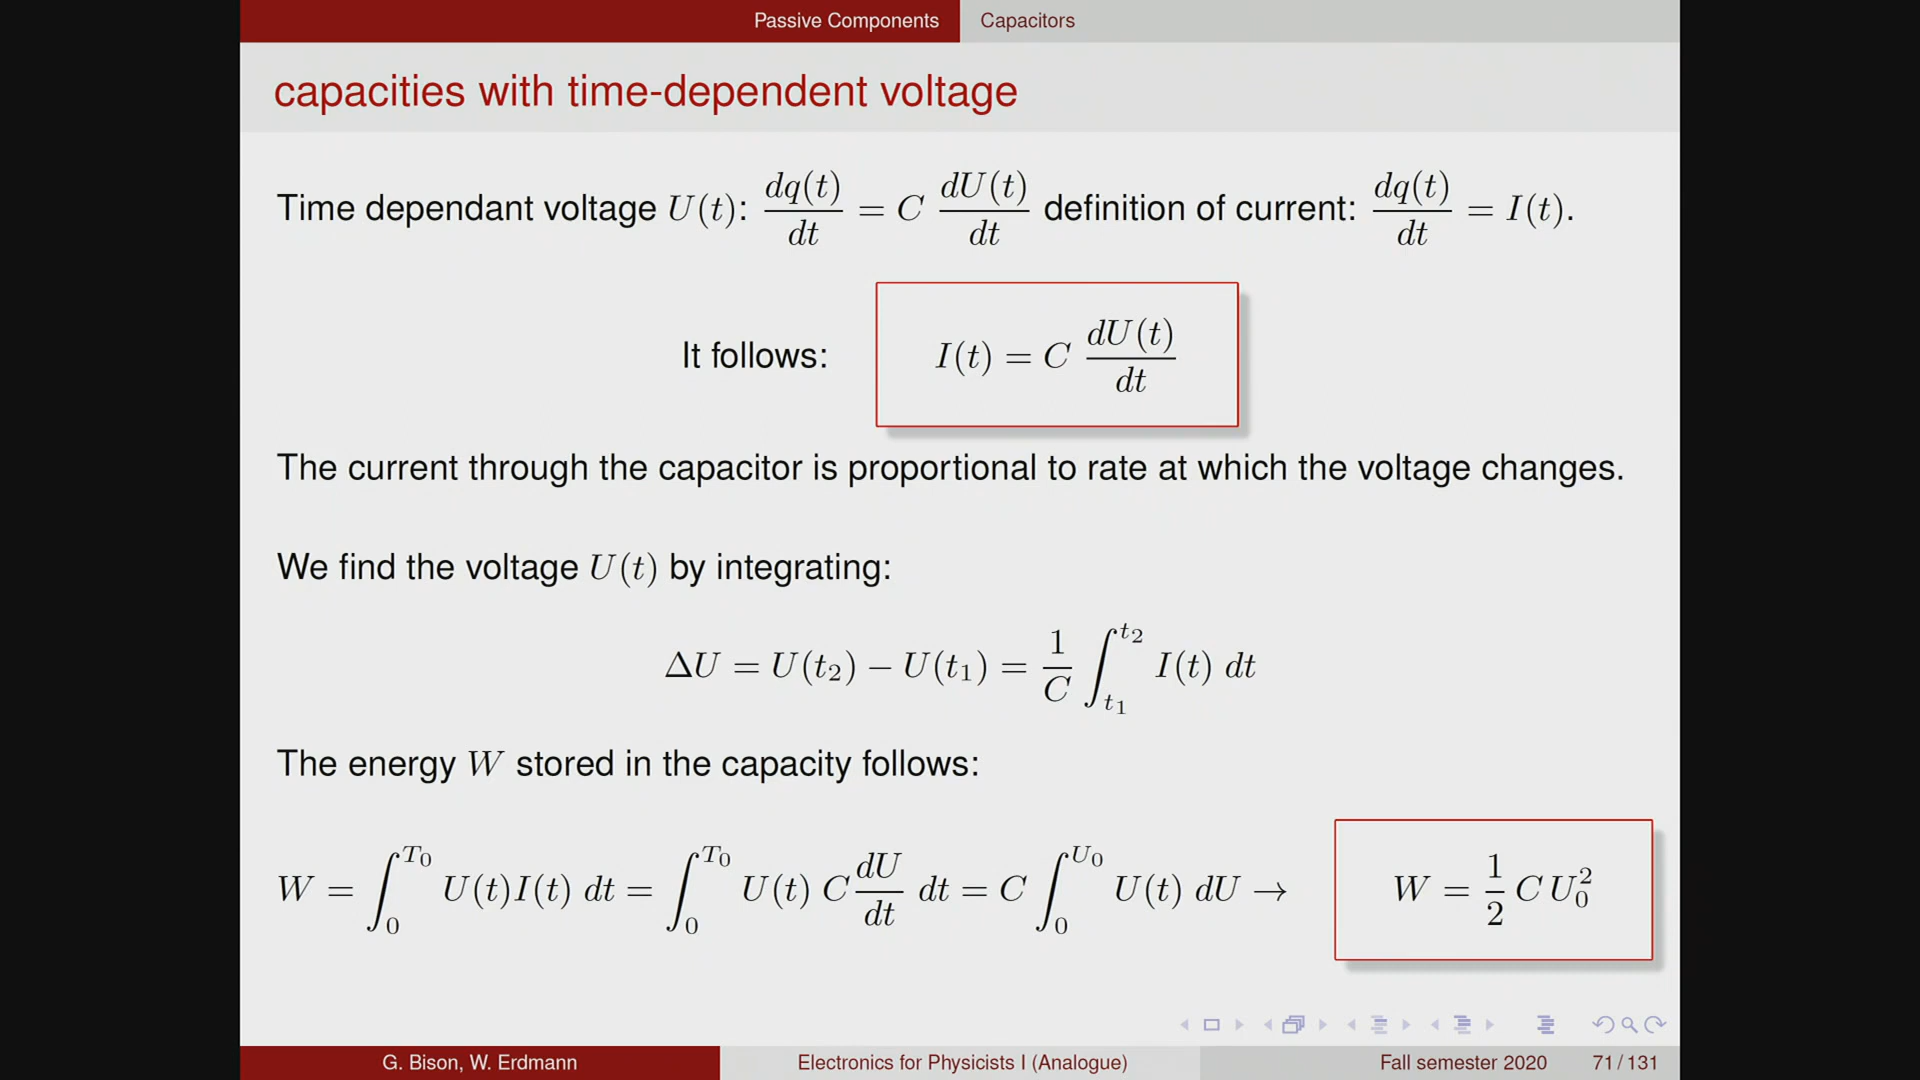 Passive Components Capacitors
capacities with time-dependent voltage
Time dependant voltage U(t): dq(t)/dt = C dU(t)/dt definition of current: dq(t)/dt = I(t).
It follows: I(t) = C dU(t)/dt
The current through the capacitor is proportional to rate at which the voltage changes.
We find the voltage U(t) by integrating:
ΔU = U(t₂) − U(t₁) = 1/C ∫_{t₁}^{t₂} I(t) dt
The energy W stored in the capacity follows:
W = ∫_0^{T₀} U(t)I(t) dt = ∫_0^{T₀} U(t) C dU/dt dt = C ∫_0^{U₀} U(t) dU → W = 1/2 C U₀²
G. Bison, W. Erdmann Electronics for Physicists I (Analogue) Fall semester 2020 71 / 131